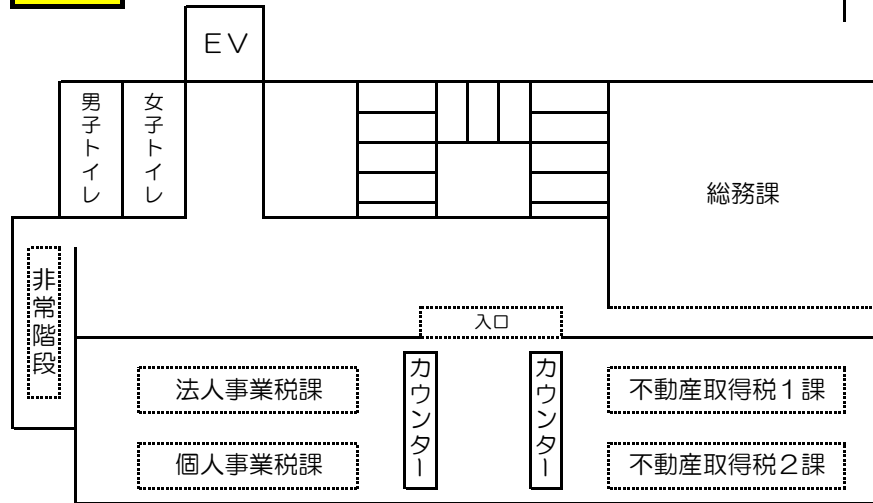 EV
男子トイレ
女子トイレ
総務課
非常階段
入口
法人事業税課
カウンター
カウンター
不動産取得税1課
個人事業税課
不動産取得税2課